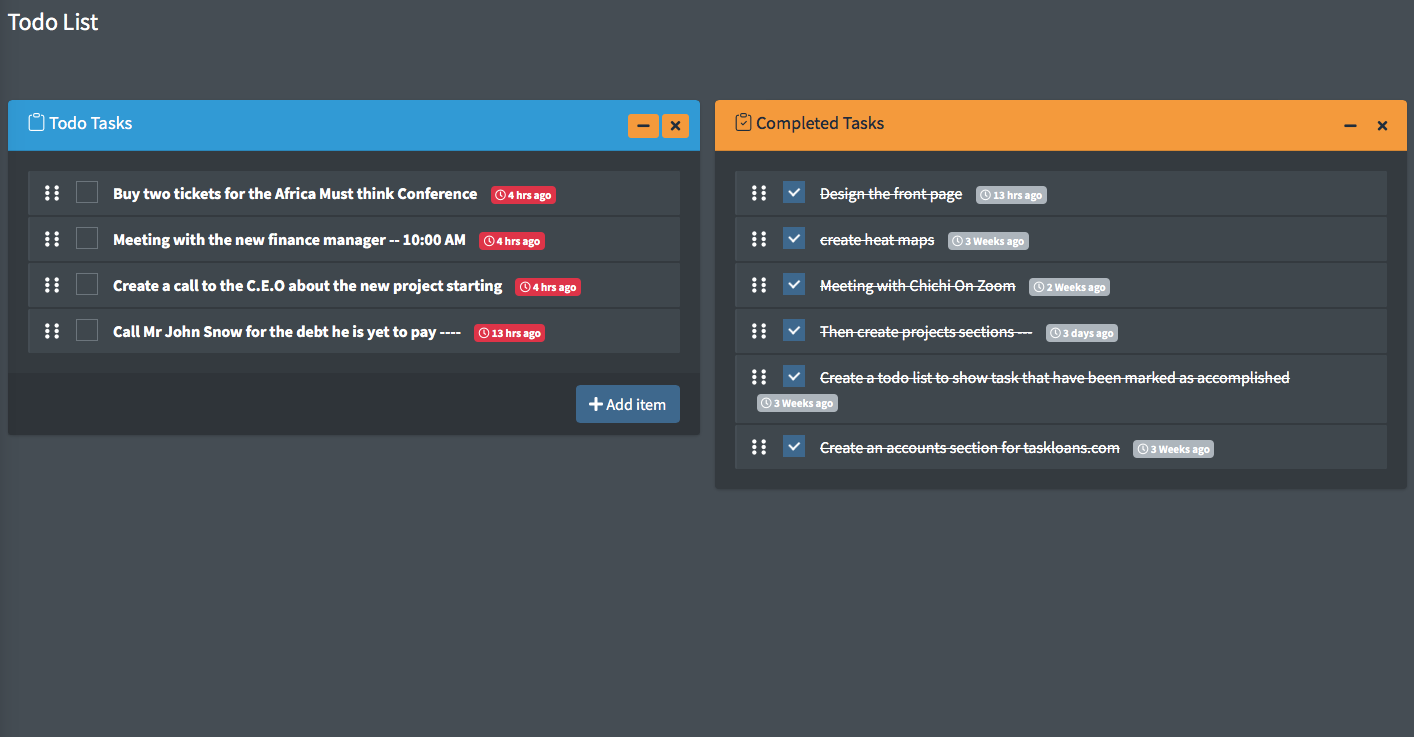 Todo List
Todo Tasks
Buy two tickets for the Africa Must think Conference 4 hrs ago
Meeting with the new finance manager -- 10:00 AM 4 hrs ago
Create a call to the C.E.O about the new project starting 4 hrs ago
Call Mr John Snow for the debt he is yet to pay ---- 13 hrs ago
Add item
Completed Tasks
Design the front page 13 hrs ago
create heat maps 3 Weeks ago
Meeting with Chichi On Zoom 2 Weeks ago
Then create projects sections --- 3 days ago
Create a todo list to show task that have been marked as accomplished
3 Weeks ago
Create an accounts section for taskloans.com 3 Weeks ago